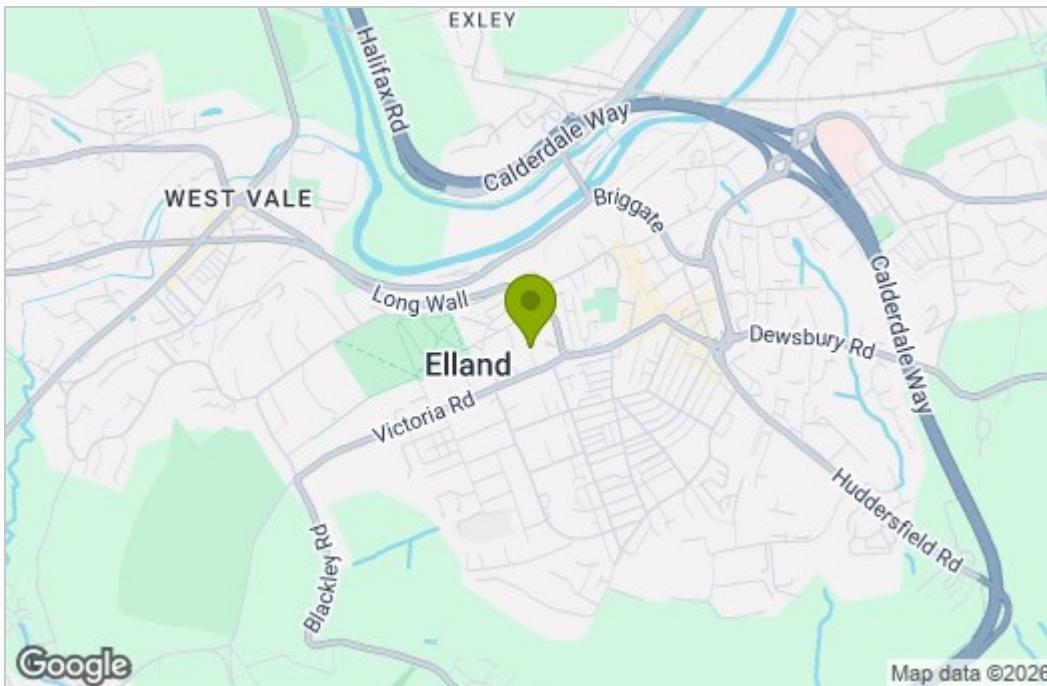 EXLEY
Halifax Rd
Calderdale Way
WEST VALE
Briggate
Long Wall
Calderdale Way
Dewsbury Rd
Elland
Victoria Rd
Huddersfield Rd
Blackley Rd
Google
Map data ©2026